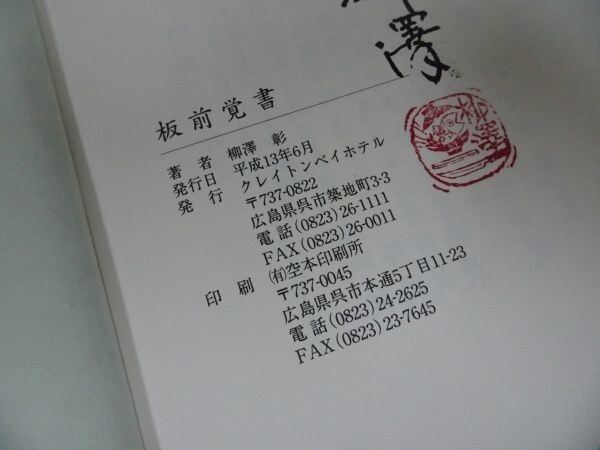 澤
板前覚書
著者 柳澤 彰
発行日 平成13年6月
発行 クレイトンベイホテル
〒737-0822
広島県呉市築地町3-3
電話(0823)26-1111
FAX(0823)26-0011
印刷 ㈲空本印刷所
〒737-0045
広島県呉市本通5丁目11-23
電話(0823)24-2625
FAX(0823)23-7645
柳澤